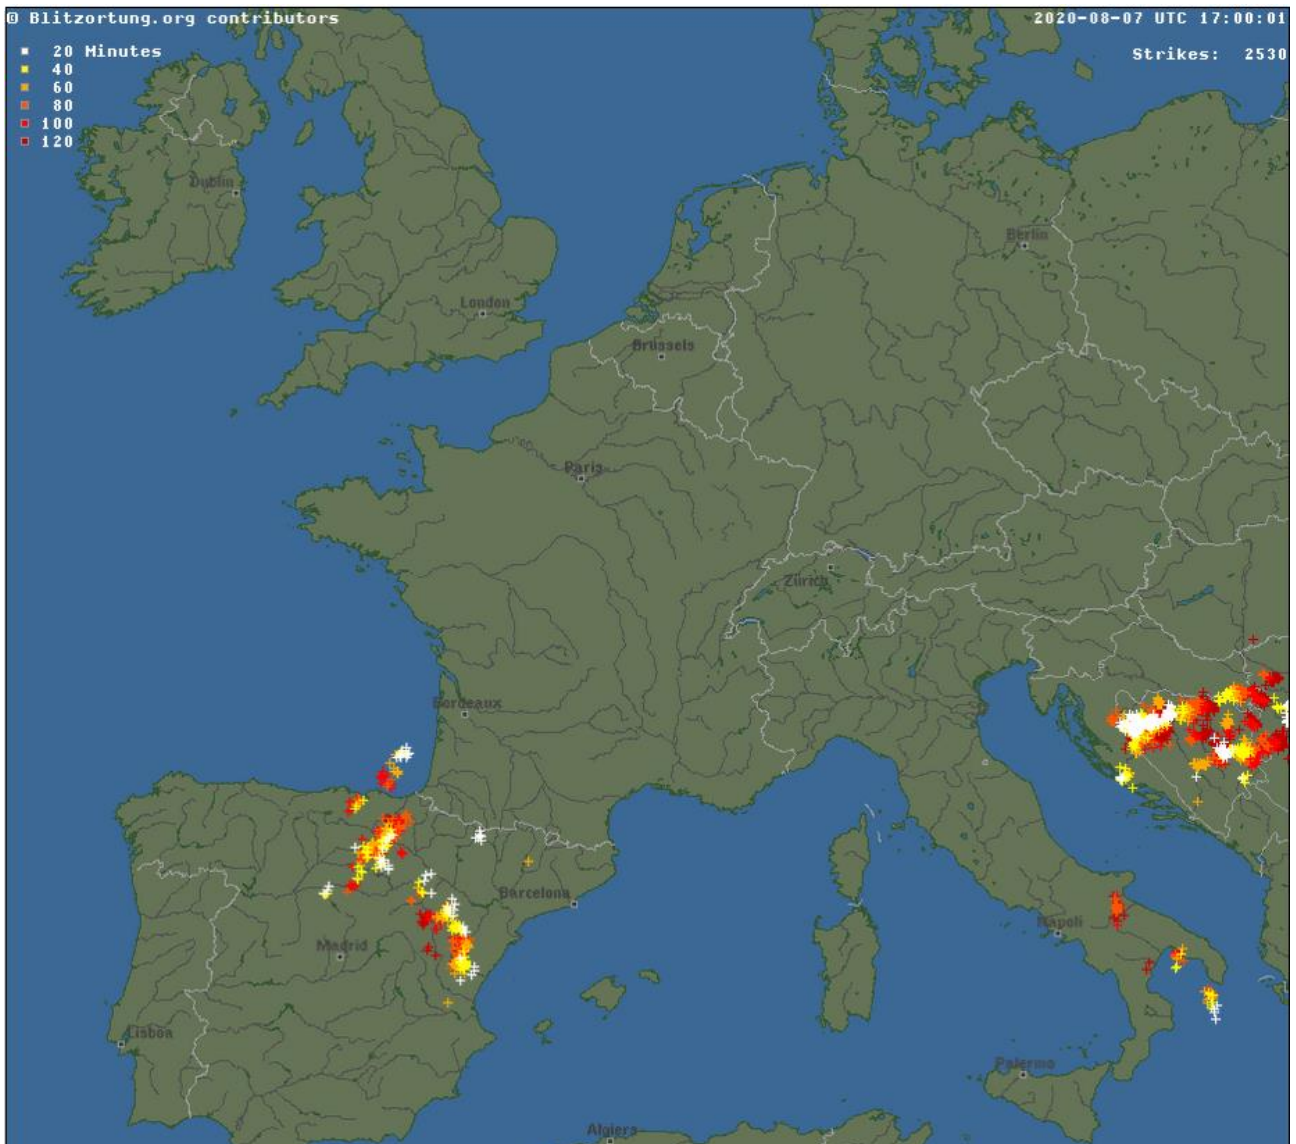 © Blitzortung.org contributors
2020-08-07 UTC 17:00:01
Strikes: 2530
20 Minutes
40
60
80
100
120
Dublin
Berlin
London
Brüssels
Paris
Zürich
Bordeaux
Barcelona
Napoli
Madrid
Lisboa
Palermo
Algiers